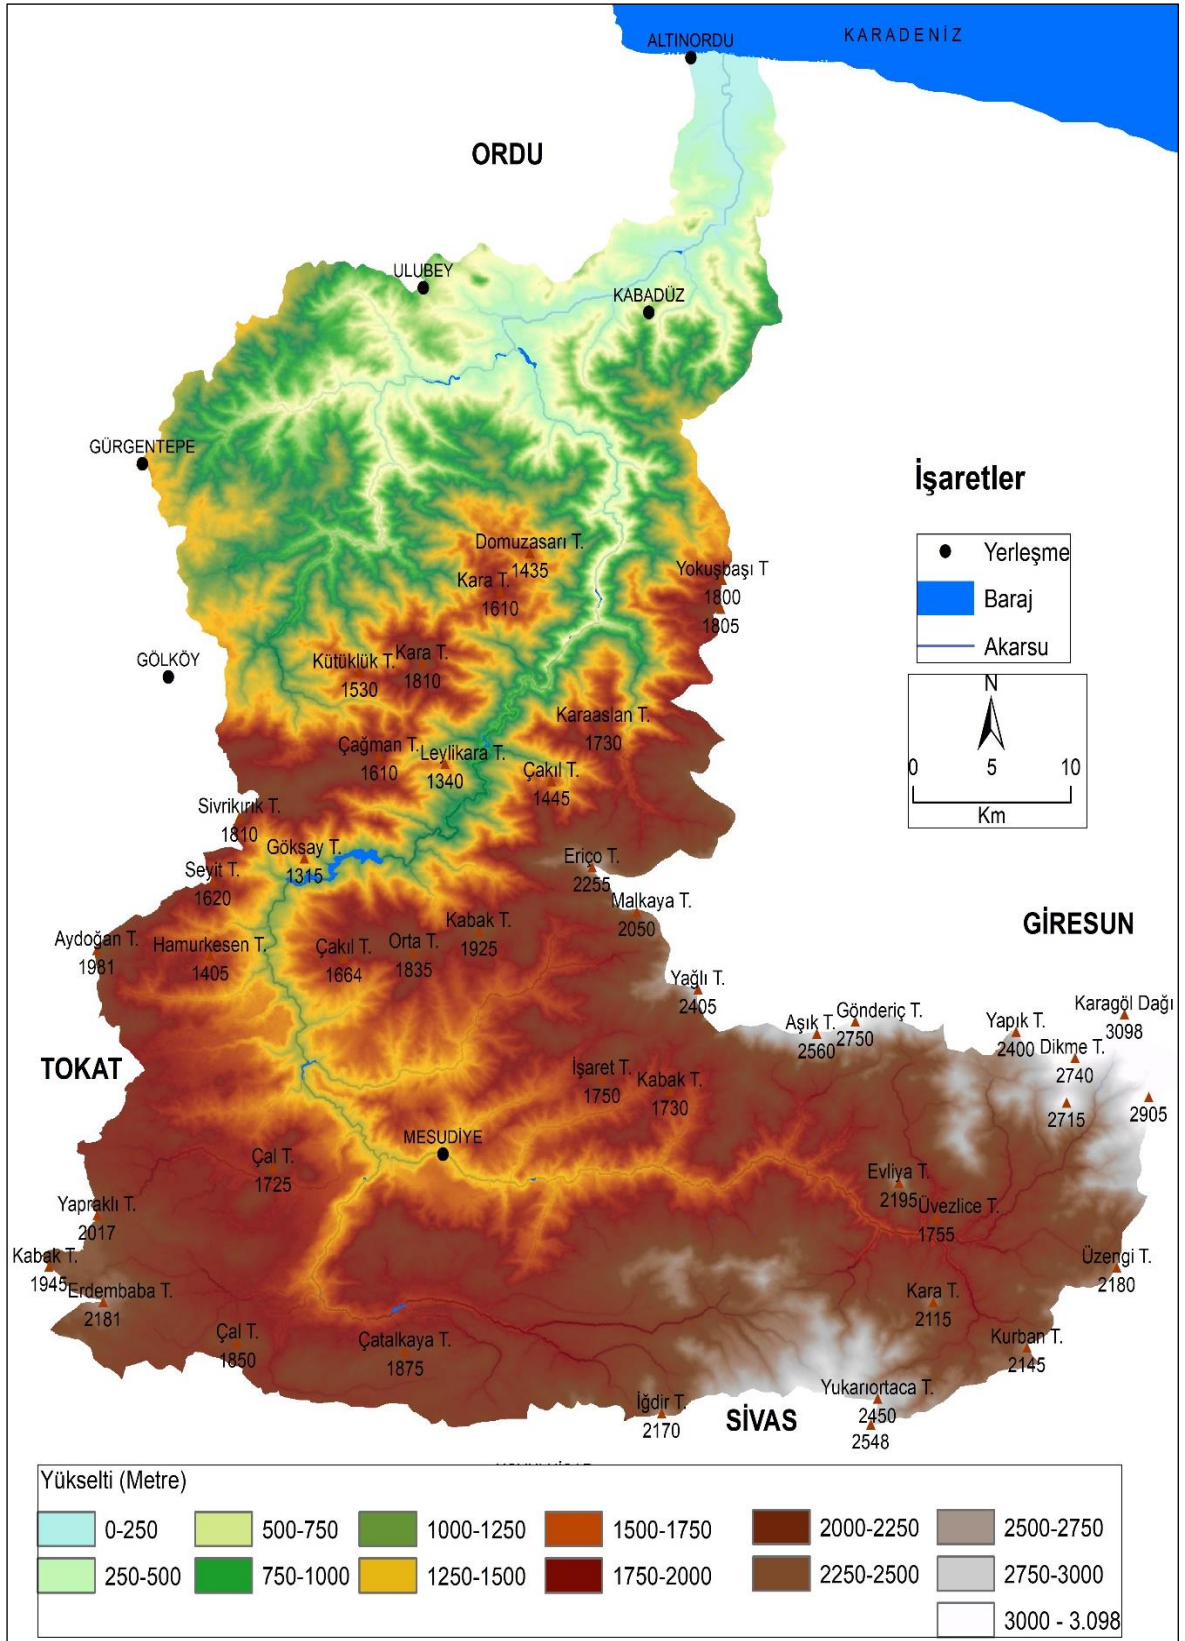 KARADENİZ
ALTINORDU
ORDU
ULUBEY
KABADÜZ
GÜRGENTEPE
İşaretler
Yerleşme
Baraj
Akarsu
Domuzasarı T.
1435
Kara T.
1610
Yokuşbaşı T
1800
1805
GÖLKÖY
Kütüklük T.
1530
Kara T.
1810
N
0 5 10
Km
Karaaslan T.
1730
Çağman T.
1610
Leylikara T.
1340
Çakıl T.
1445
Sivrikırık T.
1810
Göksay T.
1315
Seyit T.
1620
Eriço T.
2255
Malkaya T.
2050
GİRESUN
Aydoğan T.
1981
Hamurkesen T.
1405
Çakıl T.
1664
Orta T.
1835
Kabak T.
1925
Yağlı T.
2405
Aşık T.
2560
Gönderiç T.
2750
Yapık T.
2400
Karagöl Dağı
3098
Dikme T.
2740
2715
2905
TOKAT
İşaret T.
1750
Kabak T.
1730
MESUDİYE
Çal T.
1725
Evliya T.
2195
Üvezlice T.
1755
Yapraklı T.
2017
Kabak T.
1945
Erdembaba T.
2181
Üzengi T.
2180
Kara T.
2115
Çal T.
1850
Çatalkaya T.
1875
Kurban T.
2145
İğdir T.
2170
SİVAS
Yukarıortaca T.
2450
2548
Yükselti (Metre)
0-250 500-750 1000-1250 1500-1750 2000-2250 2500-2750
250-500 750-1000 1250-1500 1750-2000 2250-2500 2750-3000
3000 - 3.098